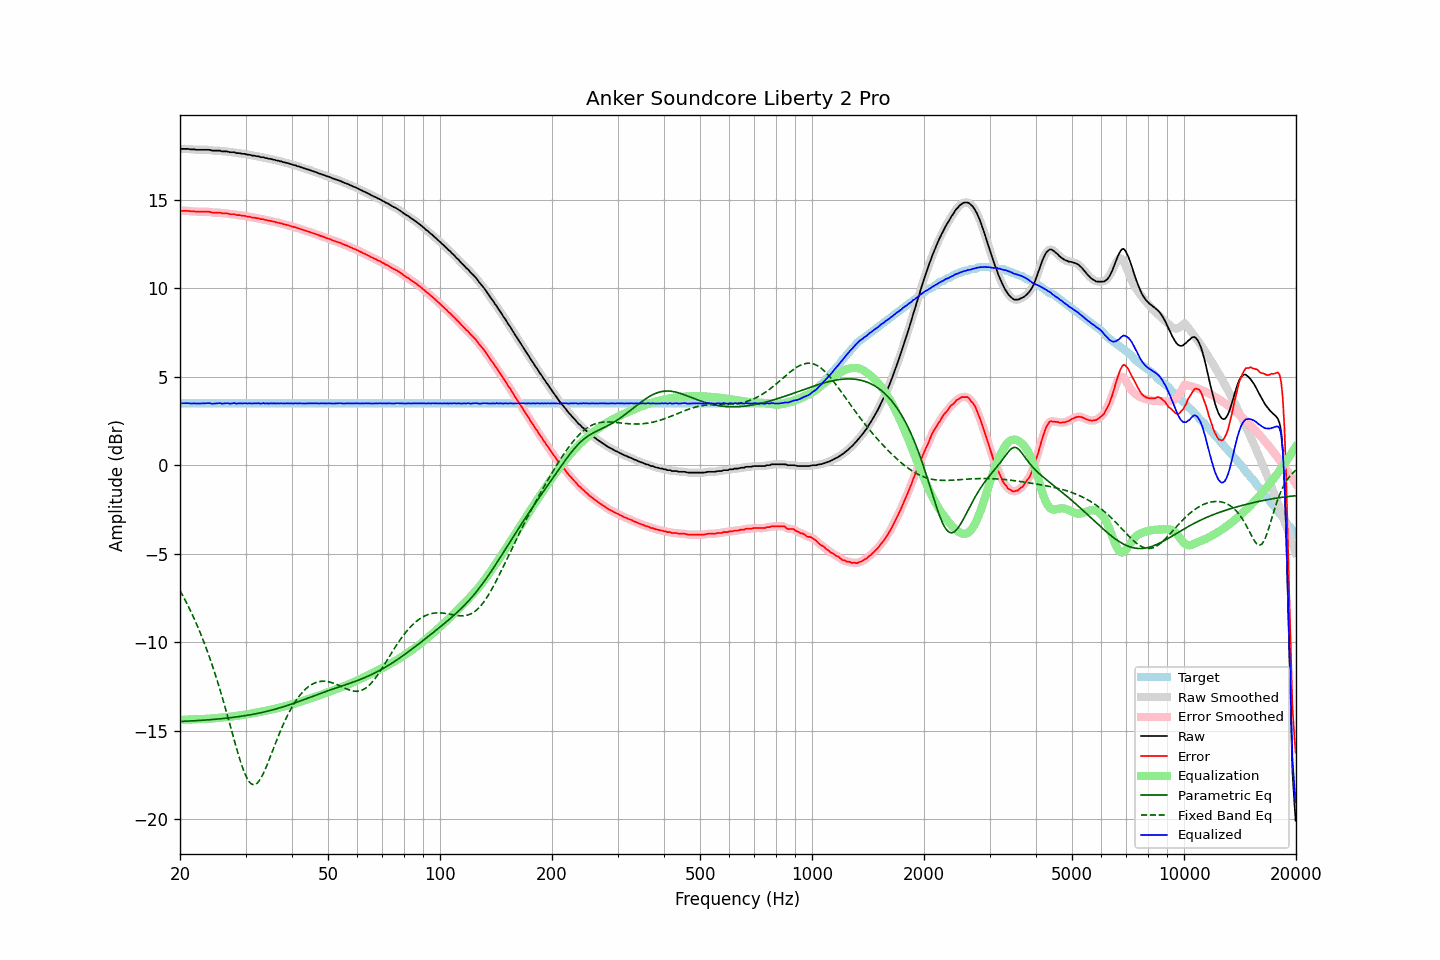 Anker Soundcore Liberty 2 Pro
Amplitude (dBr)
15
10
5
0
−5
−10
−15
−20
20
50
100
200
500
1000
2000
5000
10000
20000
Frequency (Hz)
Target
Raw Smoothed
Error Smoothed
Raw
Error
Equalization
Parametric Eq
Fixed Band Eq
Equalized